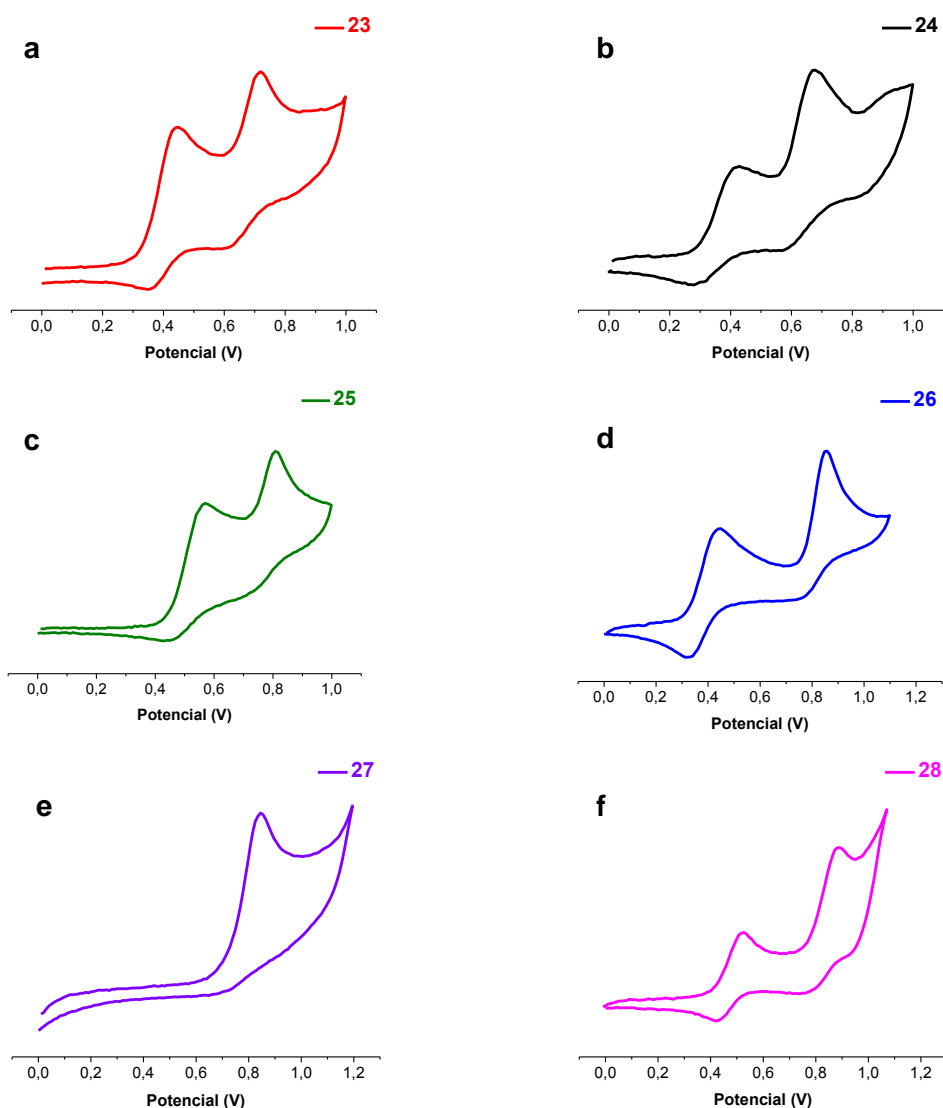 a
23
0,0 0,2 0,4 0,6 0,8 1,0
Potencial (V)
b
24
0,0 0,2 0,4 0,6 0,8 1,0
Potencial (V)
c
25
0,0 0,2 0,4 0,6 0,8 1,0
Potencial (V)
d
26
0,0 0,2 0,4 0,6 0,8 1,0 1,2
Potencial (V)
e
27
0,0 0,2 0,4 0,6 0,8 1,0 1,2
Potencial (V)
f
28
0,0 0,2 0,4 0,6 0,8 1,0 1,2
Potencial (V)